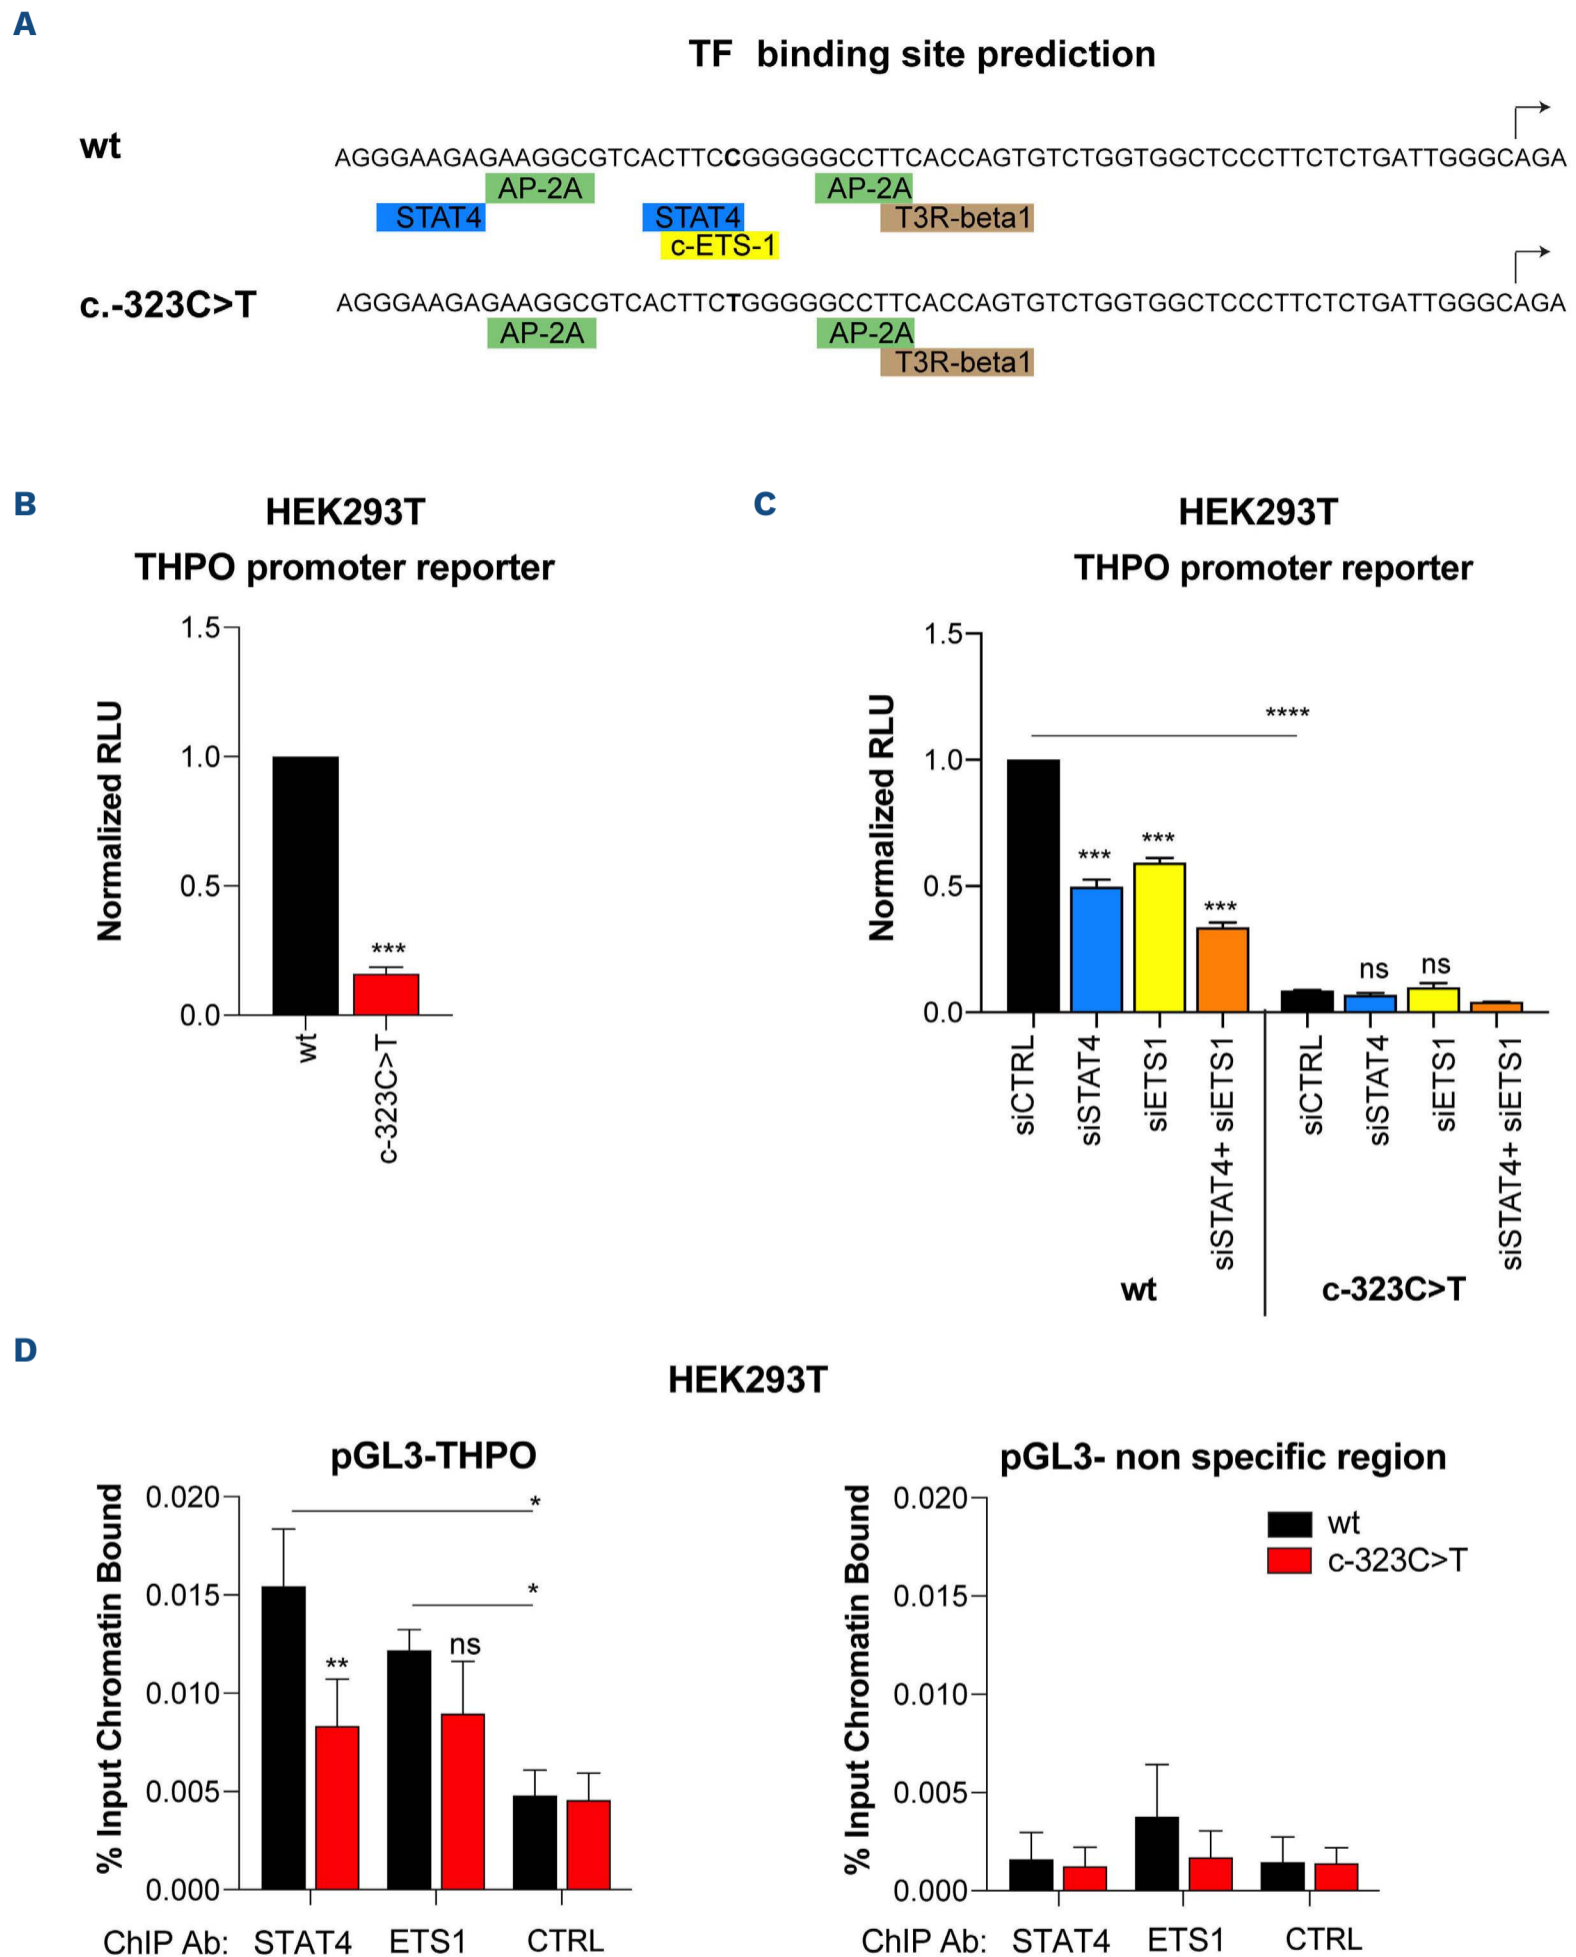 A
TF binding site prediction
wt
AGGGAAGAGAAGGCGTCACTTCCGGGGGCCTTCACCAGTGTCTGGTGGCTCCCTTCTCTGATTGGGCAGA
AP-2A AP-2A
STAT4 STAT4 T3R-beta1
c-ETS-1
c.-323C>T
AGGGAAGAGAAGGCGTCACTTCTGGGGGCCTTCACCAGTGTCTGGTGGCTCCCTTCTCTGATTGGGCAGA
AP-2A AP-2A
T3R-beta1
B
HEK293T
THPO promoter reporter
Normalized RLU
1.5
1.0
0.5
0.0
***
wt
c-323C>T
C
HEK293T
THPO promoter reporter
Normalized RLU
1.5
1.0
0.5
0.0
****
***
***
***
ns
ns
siCTRL
siSTAT4
siETS1
siSTAT4+ siETS1
siCTRL
siSTAT4
siETS1
siSTAT4+ siETS1
wt
c-323C>T
D
HEK293T
pGL3-THPO
% Input Chromatin Bound
0.020
0.015
0.010
0.005
0.000
*
*
**
ns
ChIP Ab: STAT4 ETS1 CTRL
pGL3- non specific region
% Input Chromatin Bound
0.020
0.015
0.010
0.005
0.000
wt
c-323C>T
ChIP Ab: STAT4 ETS1 CTRL